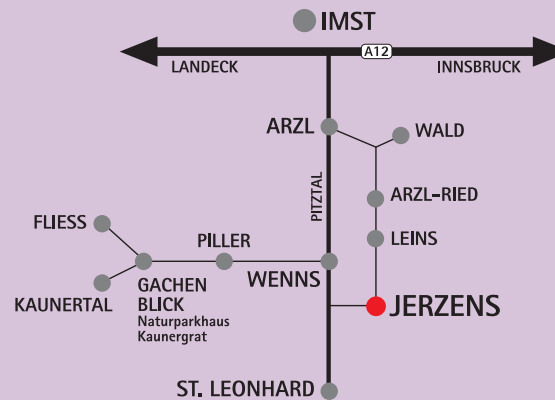 IMST
A12
LANDECK
INNSBRUCK
ARZL
WALD
PITZTAL
ARZL-RIED
FLIESS
PILLER
LEINS
WENNS
GACHEN
BLICK
Naturparkhaus
Kaunergrat
KAUNERTAL
JERZENS
ST. LEONHARD